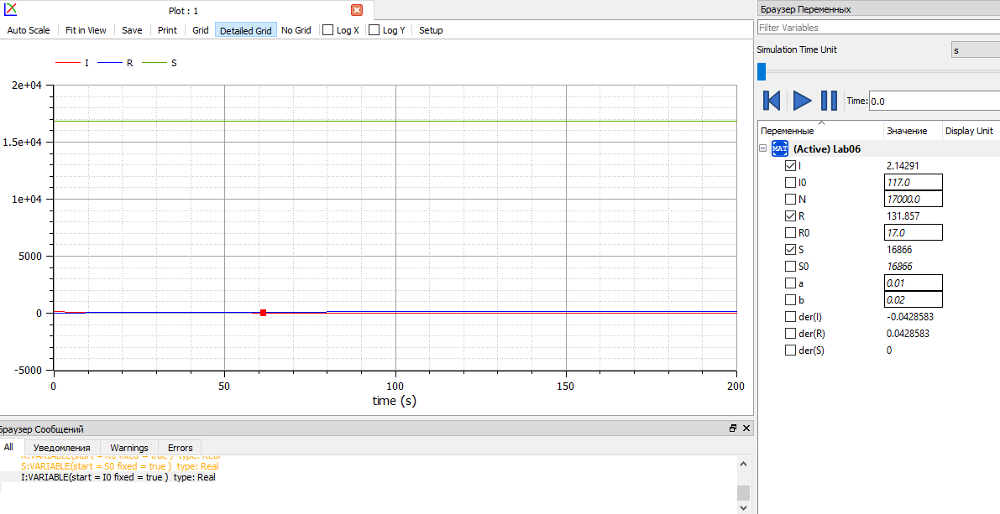 Plot : 1
Auto Scale Fit in View Save Print Grid Detailed Grid No Grid Log X Log Y Setup
I R S
2e+04
1.5e+04
1e+04
5000
0
-5000
0 50 100 150 200
time (s)
Браузер Сообщений
All Уведомления Warnings Errors
R:VARIABLE(start = R0 fixed = true ) type: Real
S:VARIABLE(start = S0 fixed = true ) type: Real
I:VARIABLE(start = I0 fixed = true ) type: Real
Браузер Переменных
Filter Variables
Simulation Time Unit s
Time: 0.0
Переменные Значение Display Unit
MAT (Active) Lab06
I 2.14291
I0 117.0
N 17000.0
R 131.857
R0 17.0
S 16866
S0 16866
a 0.01
b 0.02
der(I) -0.0428583
der(R) 0.0428583
der(S) 0